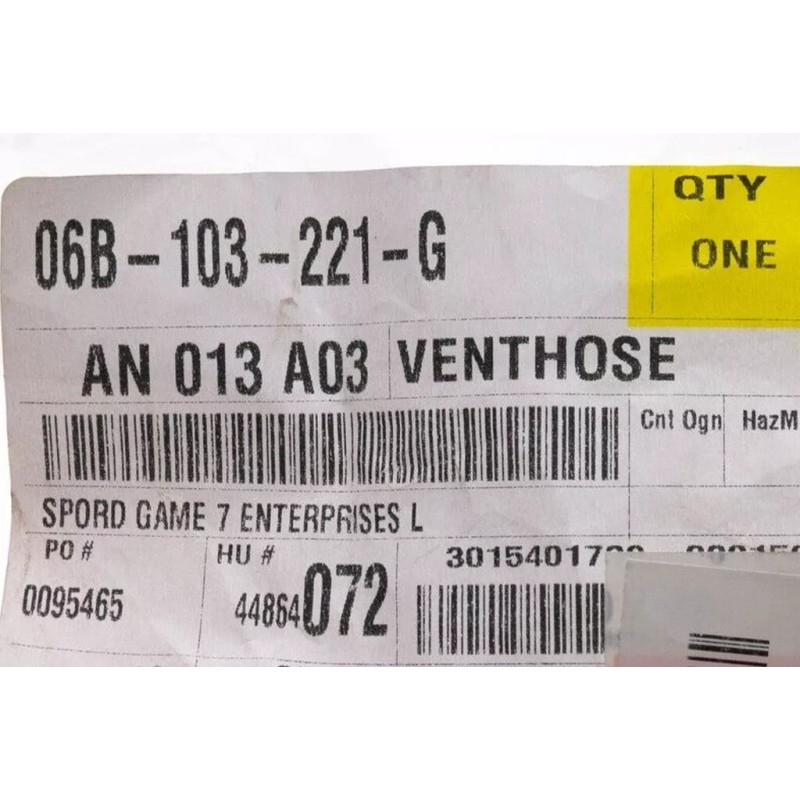 06B-103-221-G
QTY
ONE
AN 013 A03 VENTHOSE
Cnt Ogn
SPORD GAME 7 ENTERPRISES L
PO #
HU #
0095465
44864072